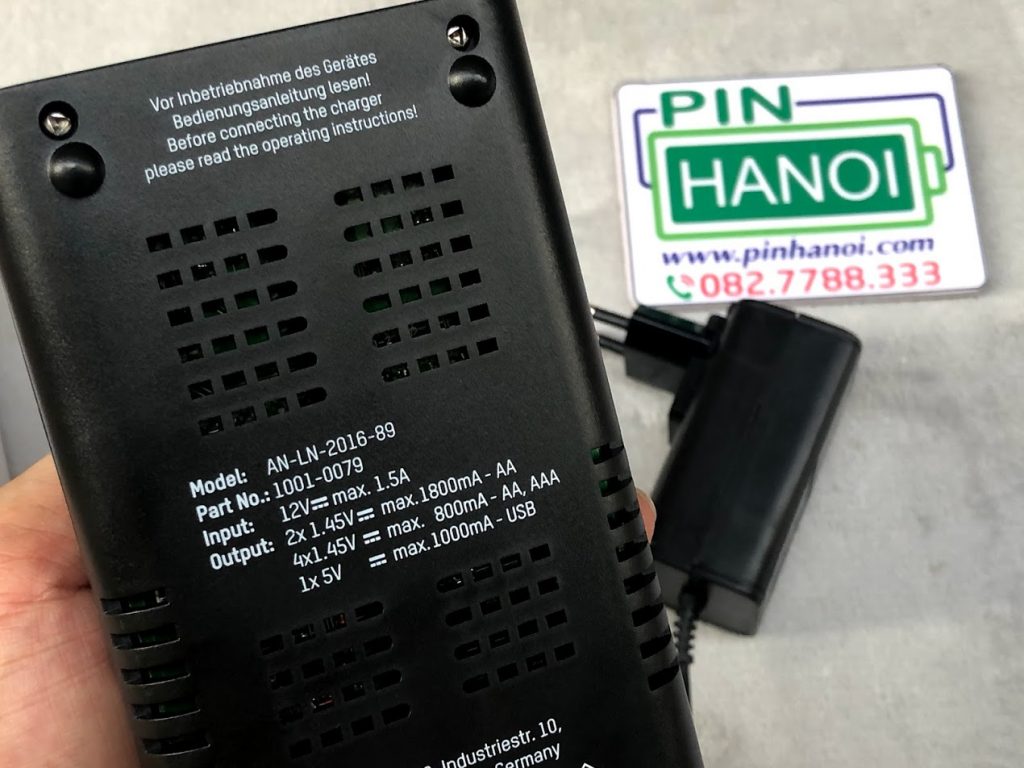 Vor Inbetriebnahme des Gerätes
Bedienungsanleitung lesen!
Before connecting the charger
please read the operating instructions!
PIN
HANOI
www.pinhanoi.com
082.7788.333
Model: AN-LN-2016-89
Part No.: 1001-0079
Input: 12V⎓ max. 1.5A
Output: 2x 1.45V⎓ max.1800mA - AA
4x1.45V ⎓ max. 800mA - AA, AAA
1x 5V ⎓ max.1000mA - USB
Industriestr. 10,
Germany